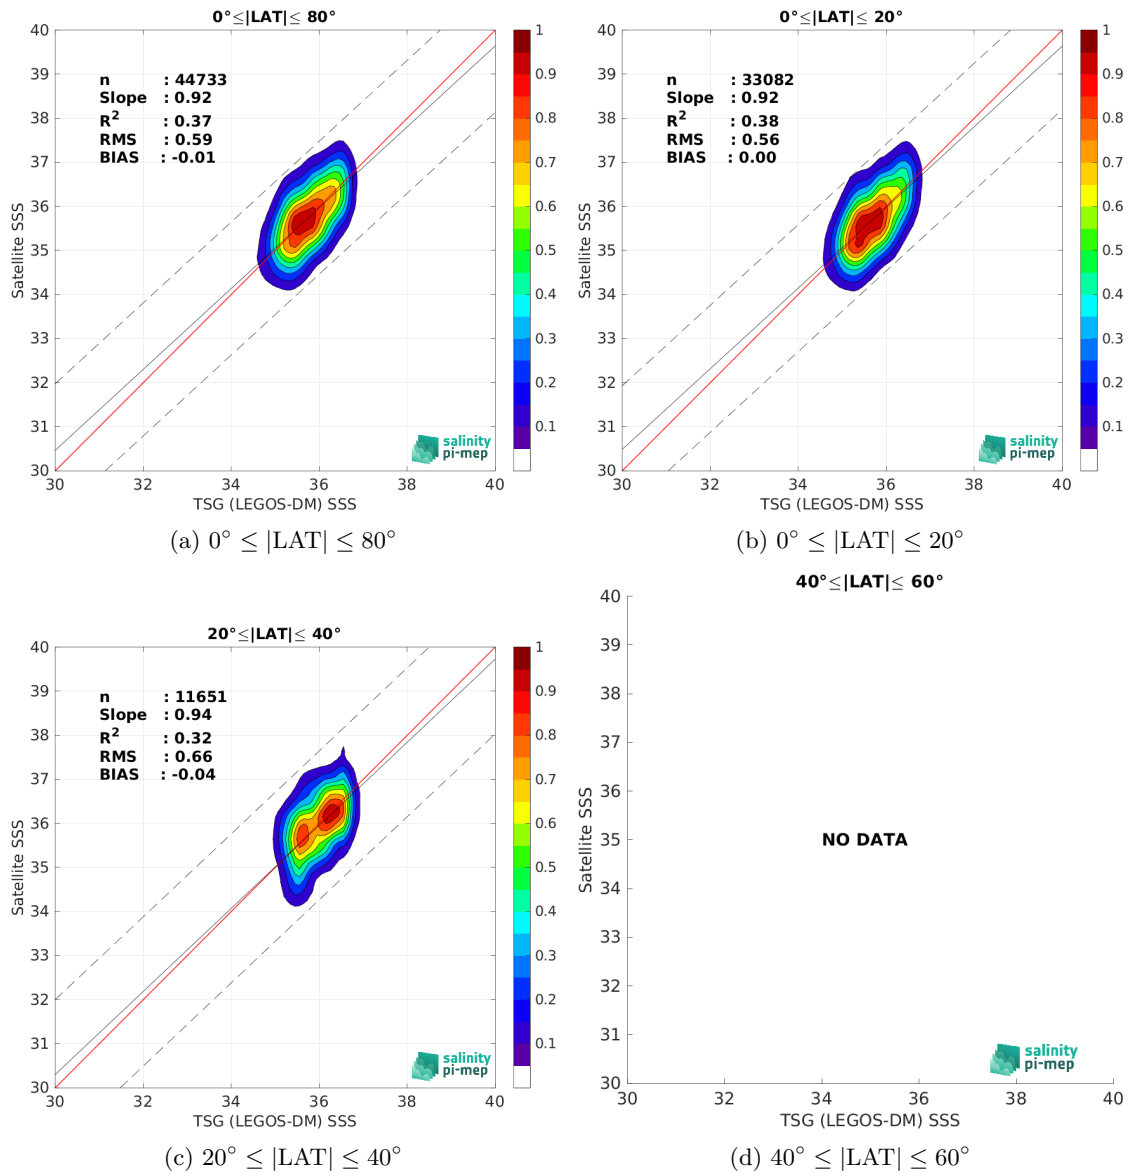 0°≤|LAT|≤ 80°
n : 44733
Slope : 0.92
R² : 0.37
RMS : 0.59
BIAS : -0.01
40
39
38
37
36
35
34
33
32
31
30
Satellite SSS
30 32 34 36 38 40
TSG (LEGOS-DM) SSS
1
0.9
0.8
0.7
0.6
0.5
0.4
0.3
0.2
0.1
salinity
pi-mep
(a) 0° ≤ |LAT| ≤ 80°
0°≤|LAT|≤ 20°
n : 33082
Slope : 0.92
R² : 0.38
RMS : 0.56
BIAS : 0.00
40
39
38
37
36
35
34
33
32
31
30
Satellite SSS
30 32 34 36 38 40
TSG (LEGOS-DM) SSS
1
0.9
0.8
0.7
0.6
0.5
0.4
0.3
0.2
0.1
salinity
pi-mep
(b) 0° ≤ |LAT| ≤ 20°
20°≤|LAT|≤ 40°
n : 11651
Slope : 0.94
R² : 0.32
RMS : 0.66
BIAS : -0.04
40
39
38
37
36
35
34
33
32
31
30
Satellite SSS
30 32 34 36 38 40
TSG (LEGOS-DM) SSS
1
0.9
0.8
0.7
0.6
0.5
0.4
0.3
0.2
0.1
salinity
pi-mep
(c) 20° ≤ |LAT| ≤ 40°
40°≤|LAT|≤ 60°
40
39
38
37
36
35
34
33
32
31
30
Satellite SSS
NO DATA
30 32 34 36 38 40
TSG (LEGOS-DM) SSS
salinity
pi-mep
(d) 40° ≤ |LAT| ≤ 60°